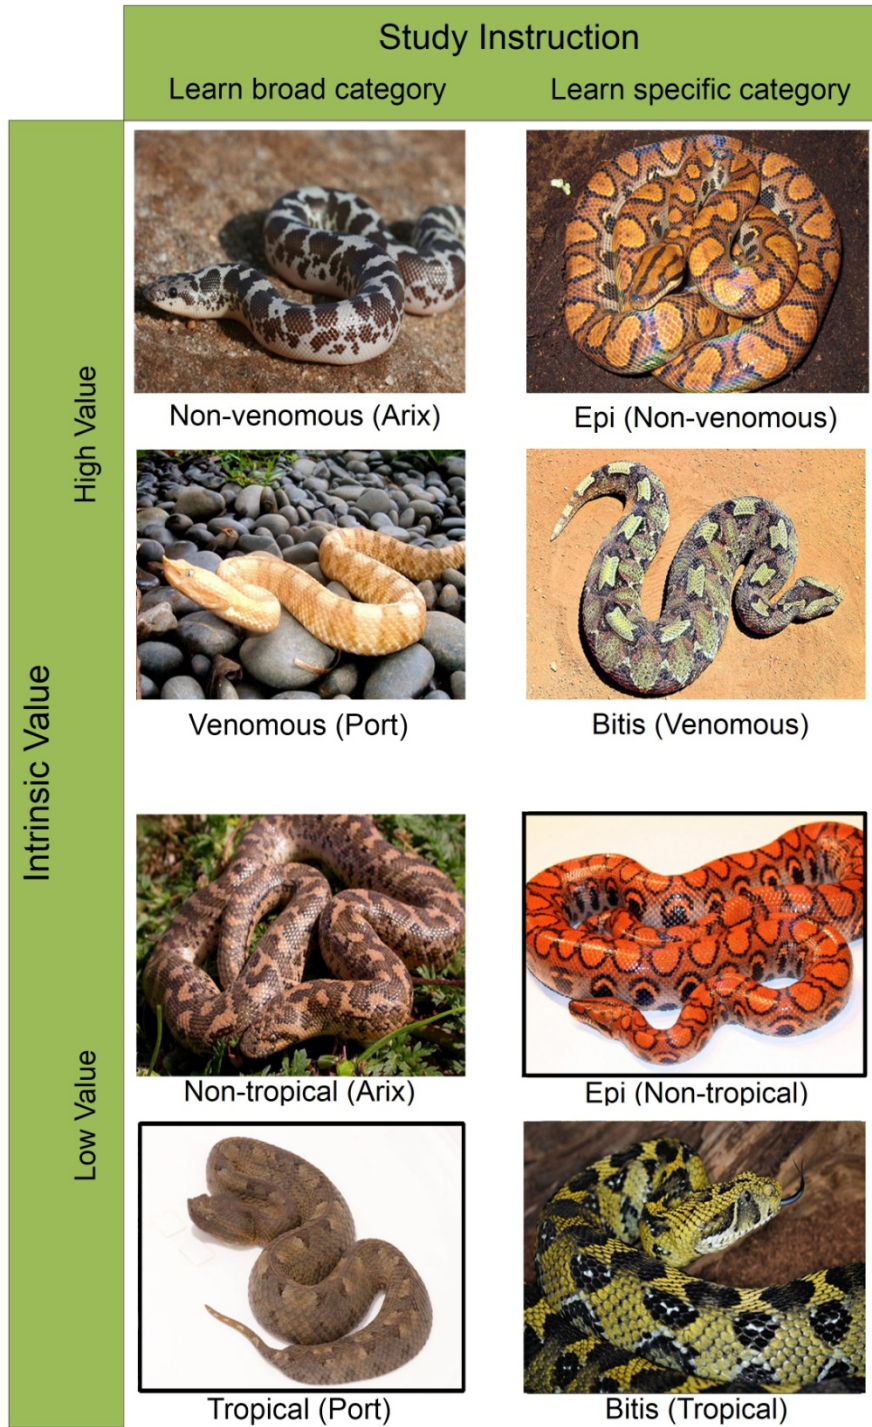 Study Instruction
Learn broad category
Learn specific category
Intrinsic Value
High Value
Non-venomous (Arix)
Epi (Non-venomous)
Venomous (Port)
Bitis (Venomous)
Low Value
Non-tropical (Arix)
Epi (Non-tropical)
Tropical (Port)
Bitis (Tropical)